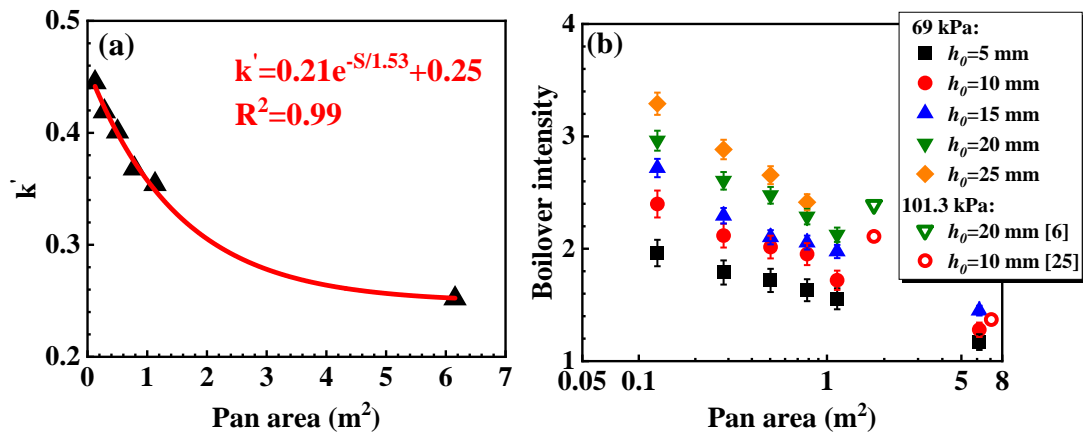 (a)
k'=0.21e^{-S/1.53}+0.25
R²=0.99
0.5
0.4
0.3
0.2
k'
0 1 2 3 4 5 6 7
Pan area (m²)
(b)
4
3
2
1
Boilover intensity
0.05 0.1 1 5 8
Pan area (m²)
69 kPa:
h₀=5 mm
h₀=10 mm
h₀=15 mm
h₀=20 mm
h₀=25 mm
101.3 kPa:
h₀=20 mm [6]
h₀=10 mm [25]